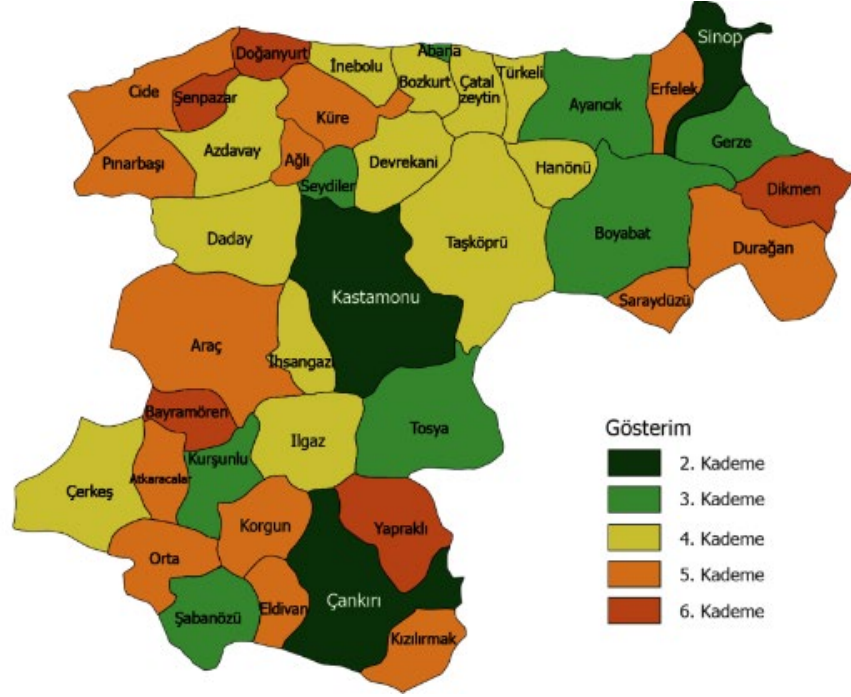 Sinop
Doğanyurt
Abana
İnebolu
Türkeli
Cide
Şenpazar
Bozkurt
Çatal
zeytin
Erfelek
Küre
Ayancık
Gerze
Azdavay
Pınarbaşı
Ağlı
Devrekani
Hanönü
Seydiler
Dikmen
Daday
Taşköprü
Boyabat
Durağan
Kastamonu
Saraydüzü
Araç
İhsangazi
Bayramören
Ilgaz
Tosya
Kurşunlu
Çerkeş
Atkaracalar
Korgun
Yapraklı
Orta
Çankırı
Şabanözü
Eldivan
Kızılırmak
Gösterim
2. Kademe
3. Kademe
4. Kademe
5. Kademe
6. Kademe